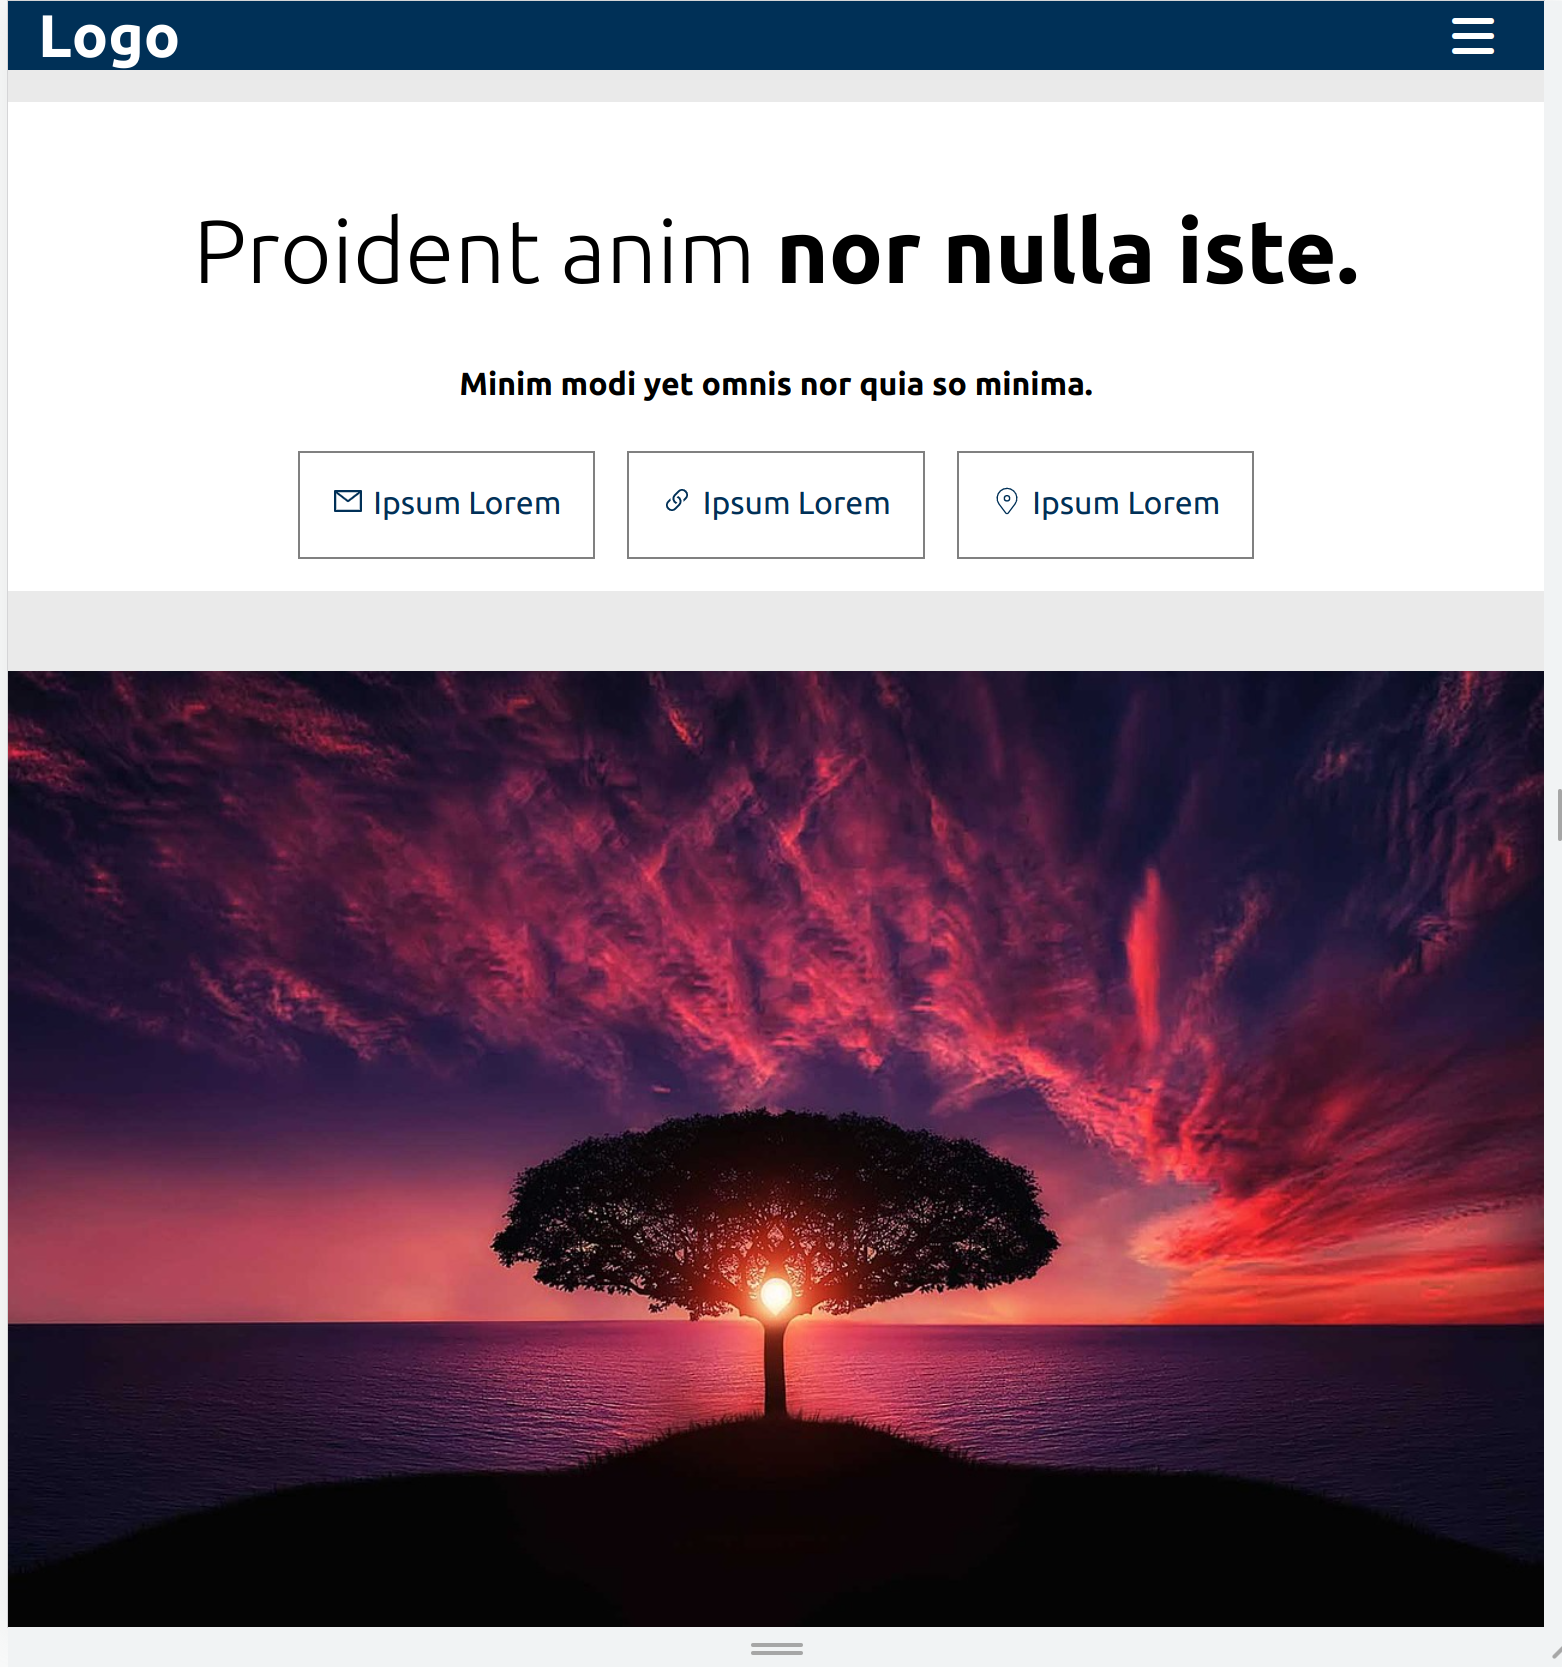 Logo
Proident anim nor nulla iste.
Minim modi yet omnis nor quia so minima.
Ipsum Lorem
Ipsum Lorem
Ipsum Lorem